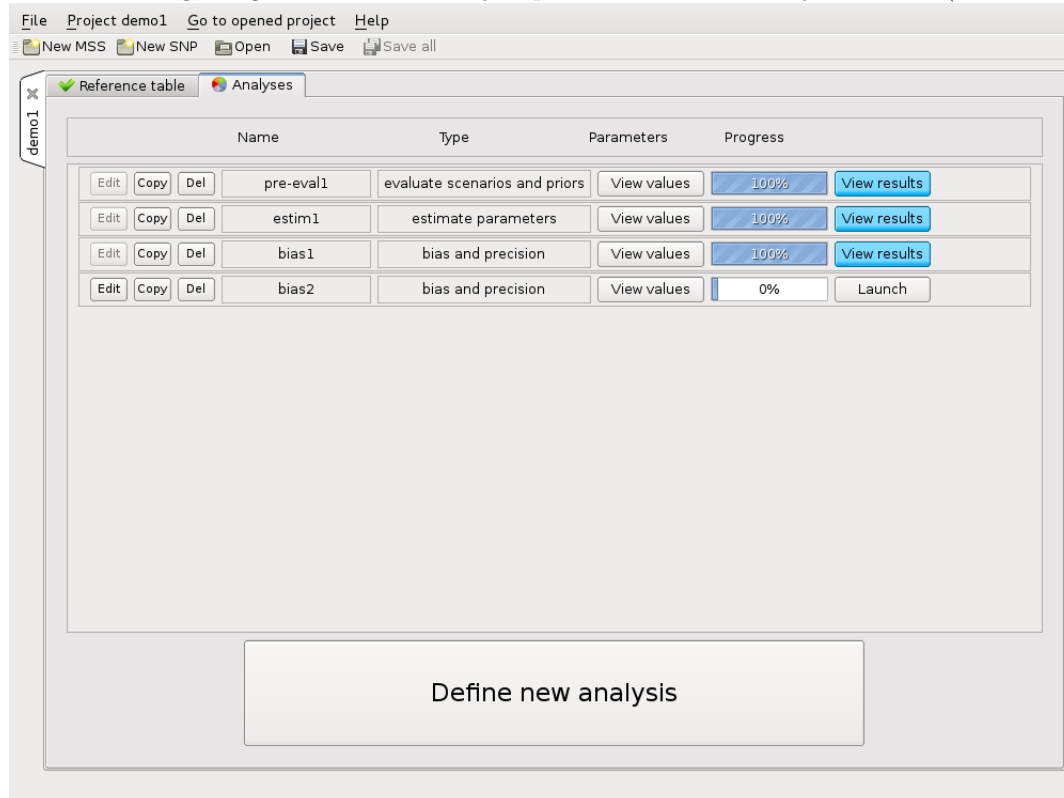 File Project demo1 Go to opened project Help
New MSS New SNP Open Save Save all
demo1
Reference table Analyses
Name Type Parameters Progress
Edit Copy Del pre-eval1 evaluate scenarios and priors View values 100% View results
Edit Copy Del estim1 estimate parameters View values 100% View results
Edit Copy Del bias1 bias and precision View values 100% View results
Edit Copy Del bias2 bias and precision View values 0% Launch
Define new analysis